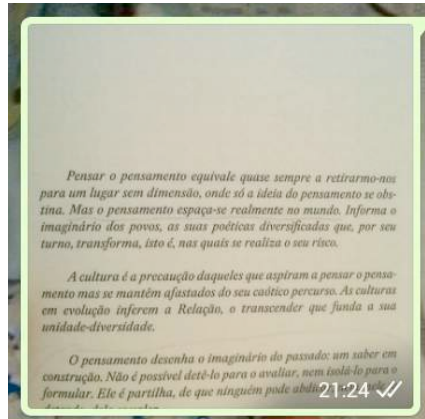 Pensar o pensamento equivale quase sempre a retirarmo-nos
para um lugar sem dimensão, onde só a ideia do pensamento se obs-
tina. Mas o pensamento espaça-se realmente no mundo. Informa o
imaginário dos povos, as suas poéticas diversificadas que, por seu
turno, transforma, isto é, nas quais se realiza o seu risco.
A cultura é a precaução daqueles que aspiram a pensar o pensa-
mento mas se mantêm afastados do seu caótico percurso. As culturas
em evolução inferem a Relação, o transcender que funda a sua
unidade-diversidade.
O pensamento desenha o imaginário do passado: um saber em
construção. Não é possível detê-lo para o avaliar, nem isolá-lo para o
formular. Ele é partilha, de que ninguém pode
21:24